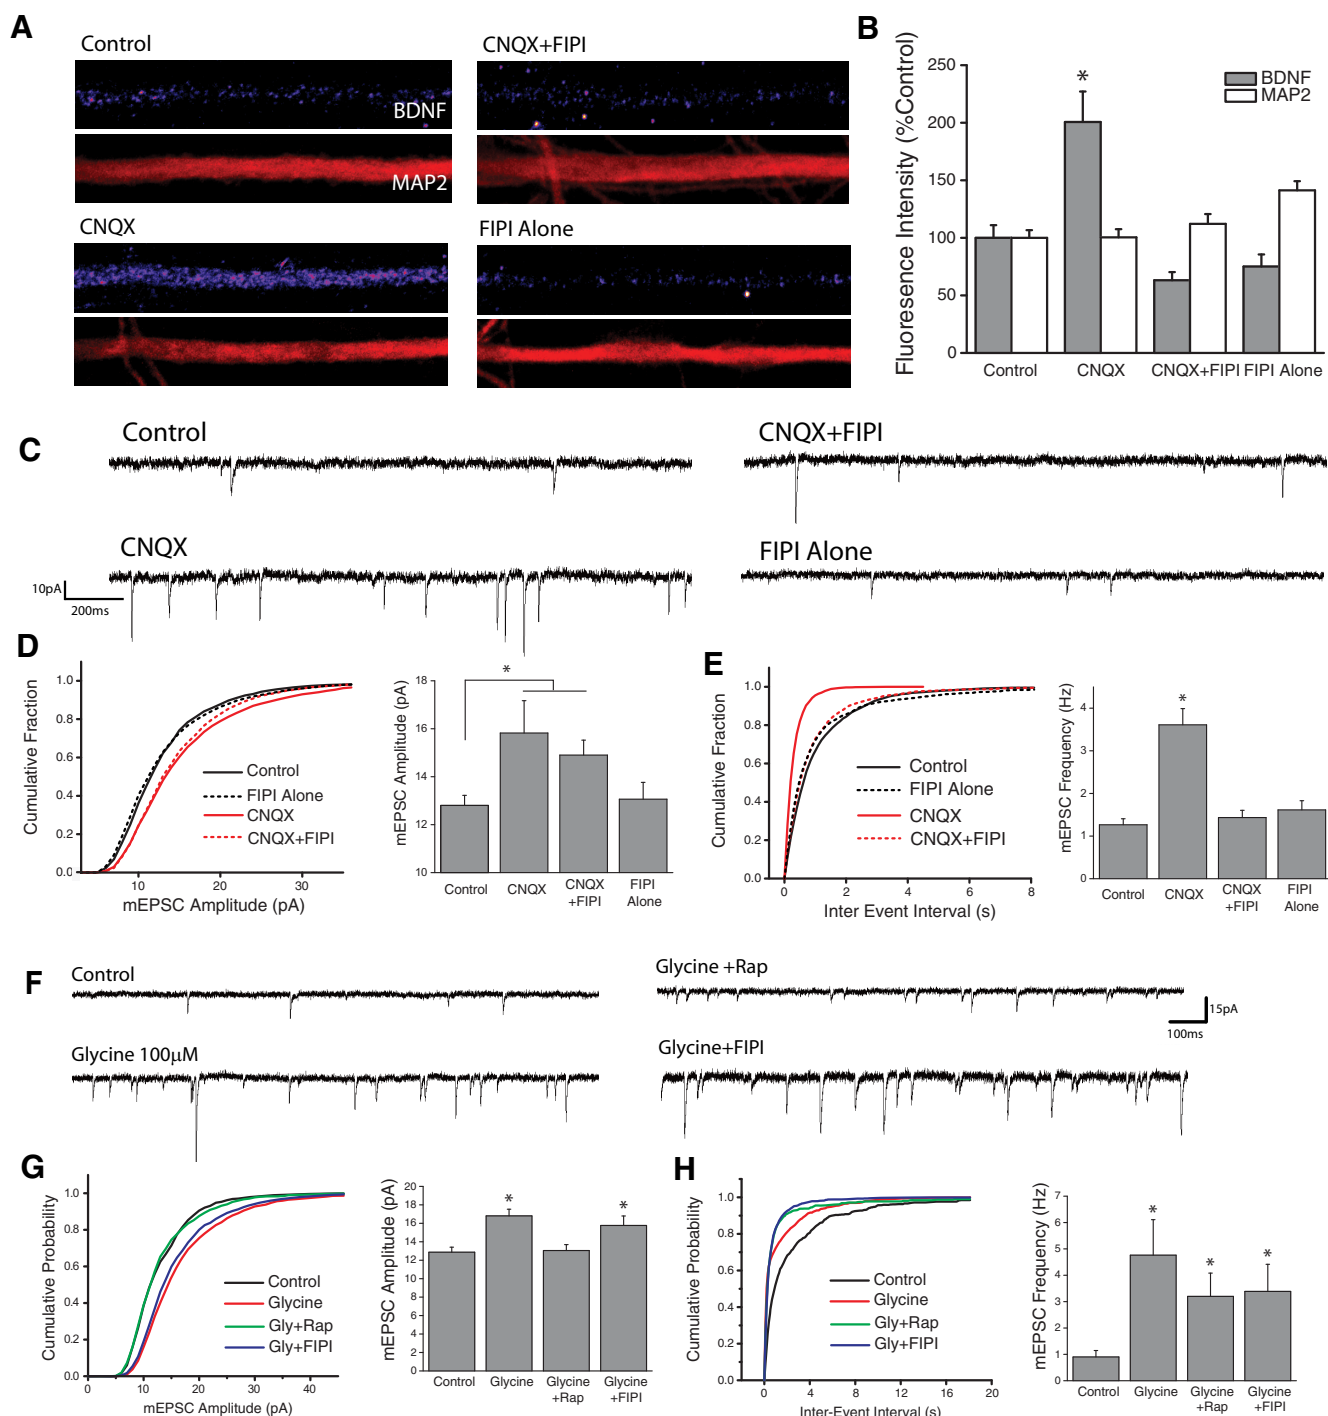 A
Control
BDNF
MAP2
CNQX+FIPI
CNQX
FIPI Alone
B
Fluoresence Intensity (%Control)
250
200
150
100
50
0
*
BDNF
MAP2
Control
CNQX
CNQX+FIPI
FIPI Alone
C
Control
CNQX+FIPI
CNQX
FIPI Alone
10pA
200ms
D
Cumulative Fraction
1.0
0.8
0.6
0.4
0.2
0.0
Control
FIPI Alone
CNQX
CNQX+FIPI
10
20
30
mEPSC Amplitude (pA)
mEPSC Amplitude (pA)
18
16
14
12
10
*
Control
CNQX
CNQX
+FIPI
FIPI
Alone
E
Cumulative Fraction
1.0
0.8
0.6
0.4
0.2
0.0
Control
FIPI Alone
CNQX
CNQX+FIPI
0
2
4
6
8
Inter Event Interval (s)
mEPSC Frequency (Hz)
4
3
2
1
0
*
Control
CNQX
CNQX
+FIPI
FIPI
Alone
F
Control
Glycine +Rap
15pA
100ms
Glycine 100μM
Glycine+FIPI
G
Cumulative Probability
1.0
0.8
0.6
0.4
0.2
0.0
Control
Glycine
Gly+Rap
Gly+FIPI
0
10
20
30
40
mEPSC Amplitude (pA)
mEPSC Amplitude (pA)
20
18
16
14
12
10
8
6
4
2
0
*
*
Control
Glycine
Glycine
+Rap
Glycine
+FIPI
H
Cumulative Probability
1.0
0.8
0.6
0.4
0.2
0.0
Control
Glycine
Gly+Rap
Gly+FIPI
0
4
8
12
16
20
Inter-Event Interval (s)
mEPSC Frequency (Hz)
7
6
5
4
3
2
1
0
*
*
*
Control
Glycine
Glycine
+Rap
Glycine
+FIPI